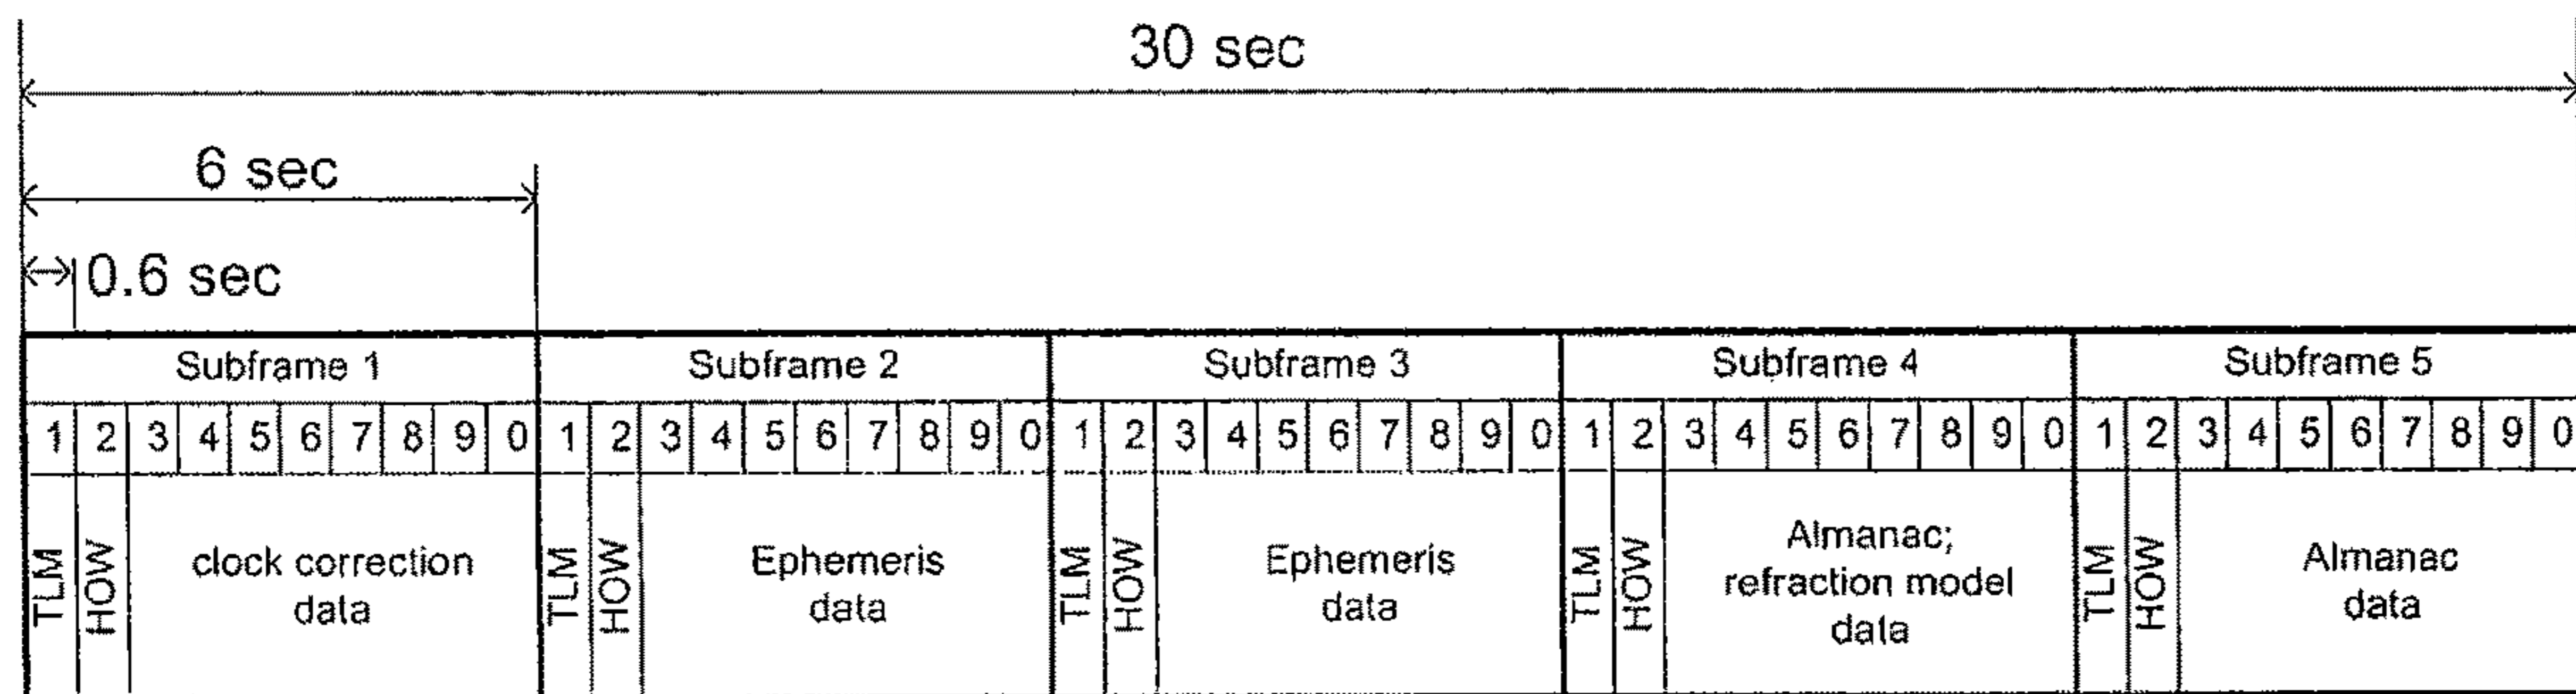 30 sec
6 sec
0.6 sec
Subframe 1 Subframe 2 Subframe 3 Subframe 4 Subframe 5
1 2 3 4 5 6 7 8 9 0 1 2 3 4 5 6 7 8 9 0 1 2 3 4 5 6 7 8 9 0 1 2 3 4 5 6 7 8 9 0 1 2 3 4 5 6 7 8 9 0
TLM
HOW
clock correction
data
TLM
HOW
Ephemeris
data
TLM
HOW
Ephemeris
data
TLM
HOW
Almanac;
refraction model
data
TLM
HOW
Almanac
data